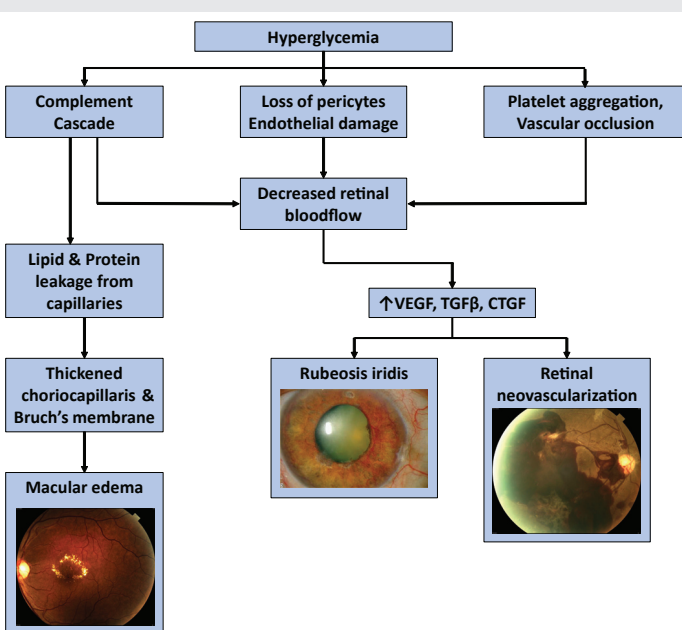 Hyperglycemia
Complement
Cascade
Loss of pericytes
Endothelial damage
Platelet aggregation,
Vascular occlusion
Decreased retinal
bloodflow
Lipid & Protein
leakage from
capillaries
↑VEGF, TGFβ, CTGF
Thickened
choriocapillaris &
Bruch's membrane
Rubeosis iridis
Retinal
neovascularization
Macular edema